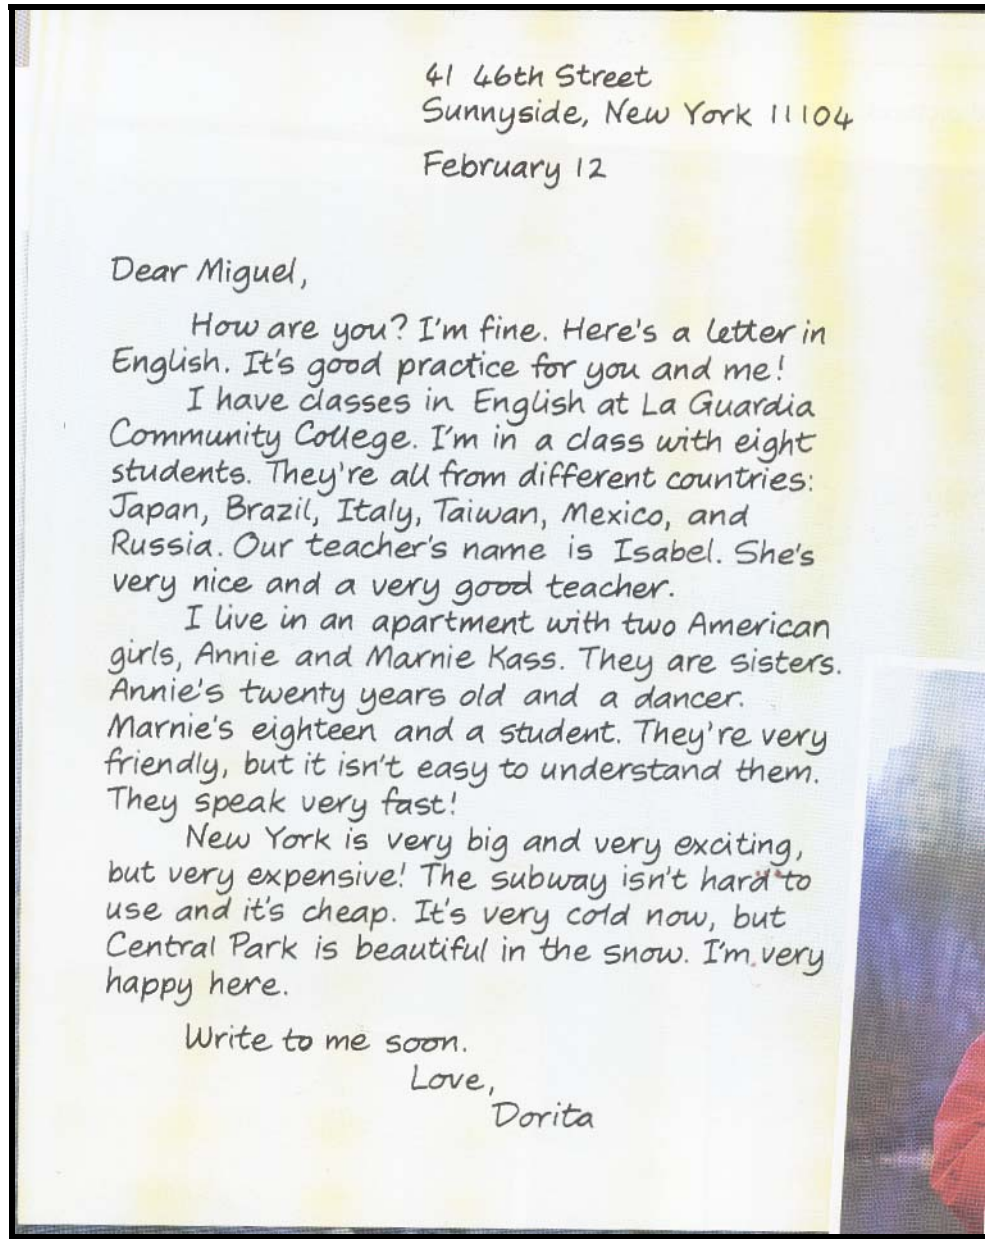 41 46th Street
Sunnyside, New York 11104
February 12
Dear Miguel,
How are you? I'm fine. Here's a letter in
English. It's good practice for you and me!
I have classes in English at La Guardia
Community College. I'm in a class with eight
students. They're all from different countries:
Japan, Brazil, Italy, Taiwan, Mexico, and
Russia. Our teacher's name is Isabel. She's
very nice and a very good teacher.
I live in an apartment with two American
girls, Annie and Marnie Kass. They are sisters.
Annie's twenty years old and a dancer.
Marnie's eighteen and a student. They're very
friendly, but it isn't easy to understand them.
They speak very fast!
New York is very big and very exciting,
but very expensive! The subway isn't hard to
use and it's cheap. It's very cold now, but
Central Park is beautiful in the snow. I'm very
happy here.
Write to me soon.
Love,
Dorita